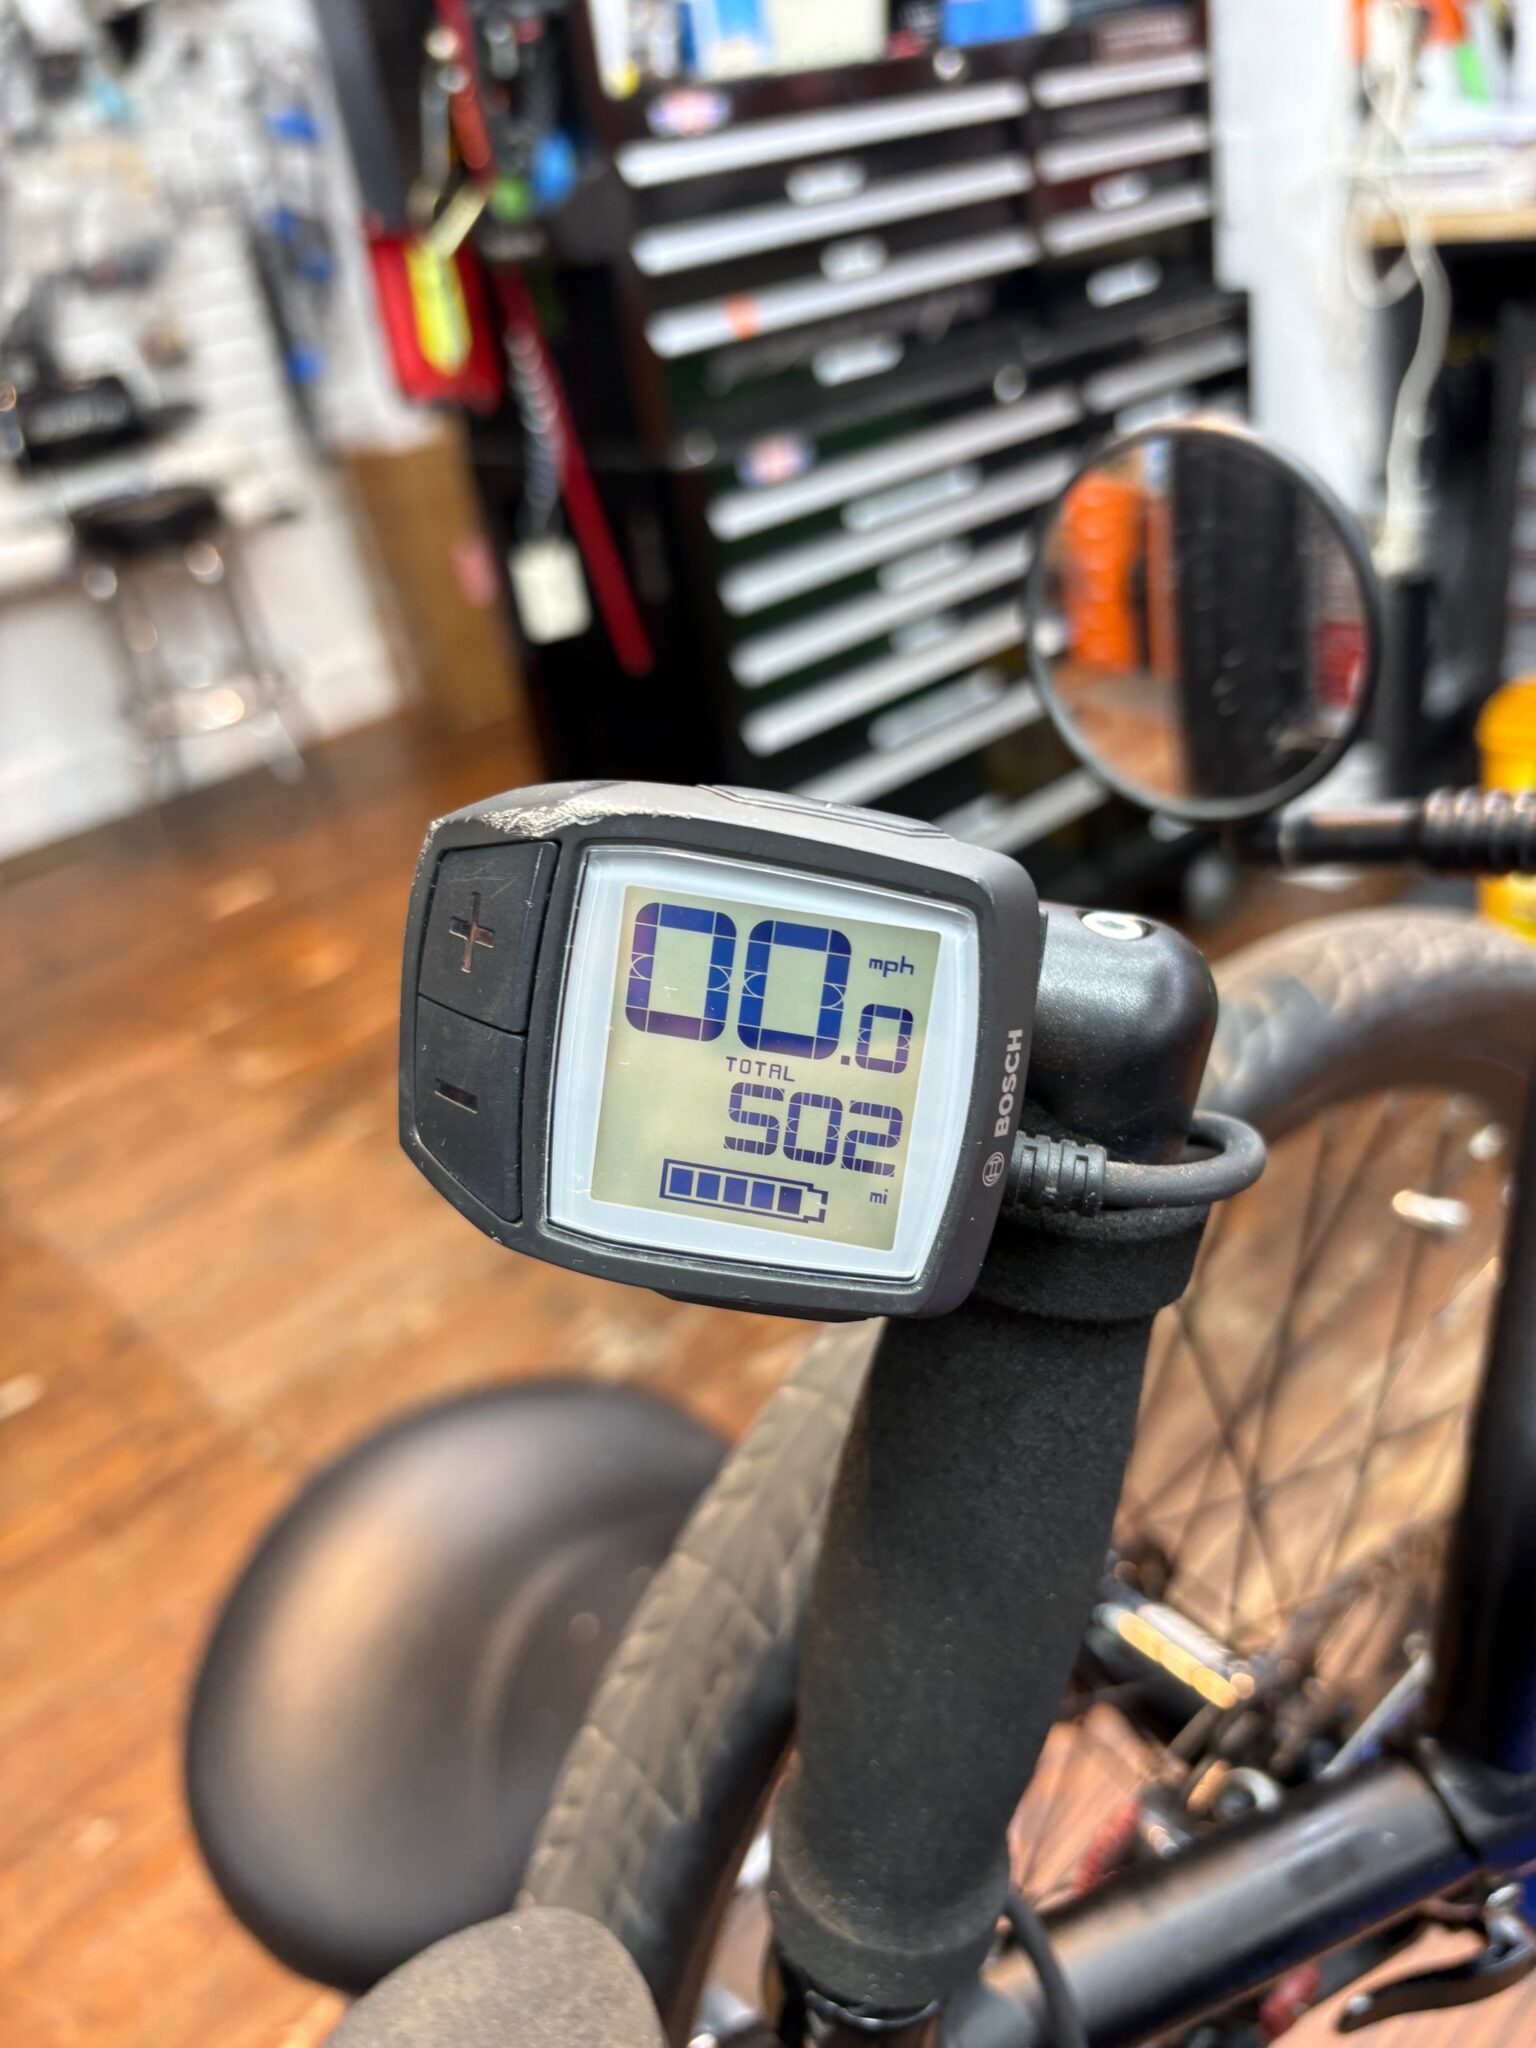 +
00.0 mph
TOTAL
502
mi
-
BOSCH